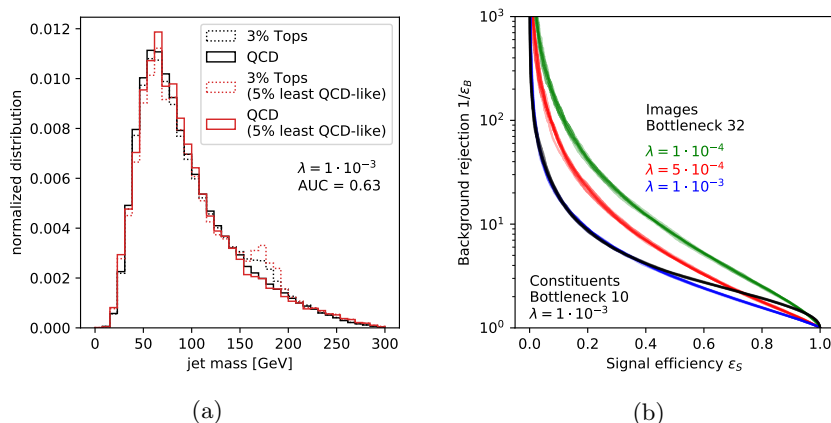 0.012
0.010
0.008
0.006
0.004
0.002
0.000
normalized distribution
3% Tops
QCD
3% Tops
(5% least QCD-like)
QCD
(5% least QCD-like)
λ = 1 · 10⁻³
AUC = 0.63
0 50 100 150 200 250 300
jet mass [GeV]
(a)
10³
10²
10¹
10⁰
Background rejection 1/ε_B
Images
Bottleneck 32
λ = 1 · 10⁻⁴
λ = 5 · 10⁻⁴
λ = 1 · 10⁻³
Constituents
Bottleneck 10
λ = 1 · 10⁻³
0.0 0.2 0.4 0.6 0.8 1.0
Signal efficiency ε_S
(b)